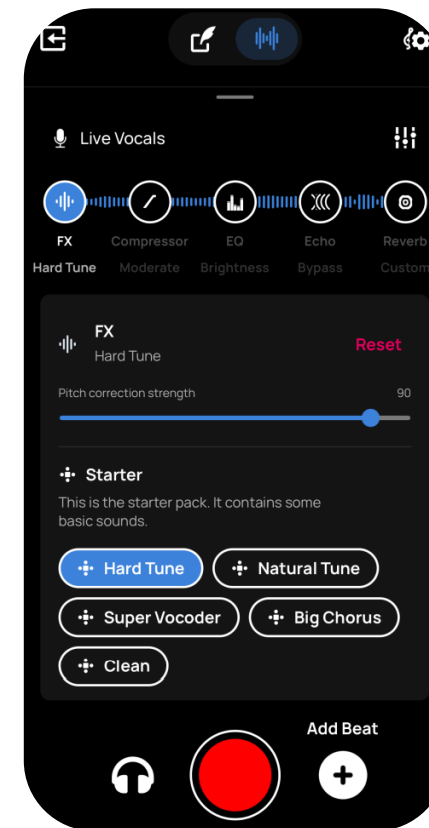 Live Vocals
FX Compressor EQ Echo Reverb
Hard Tune Moderate Brightness Bypass Custom
FX
Hard Tune
Reset
Pitch correction strength 90
Starter
This is the starter pack. It contains some
basic sounds.
Hard Tune Natural Tune
Super Vocoder Big Chorus
Clean
Add Beat